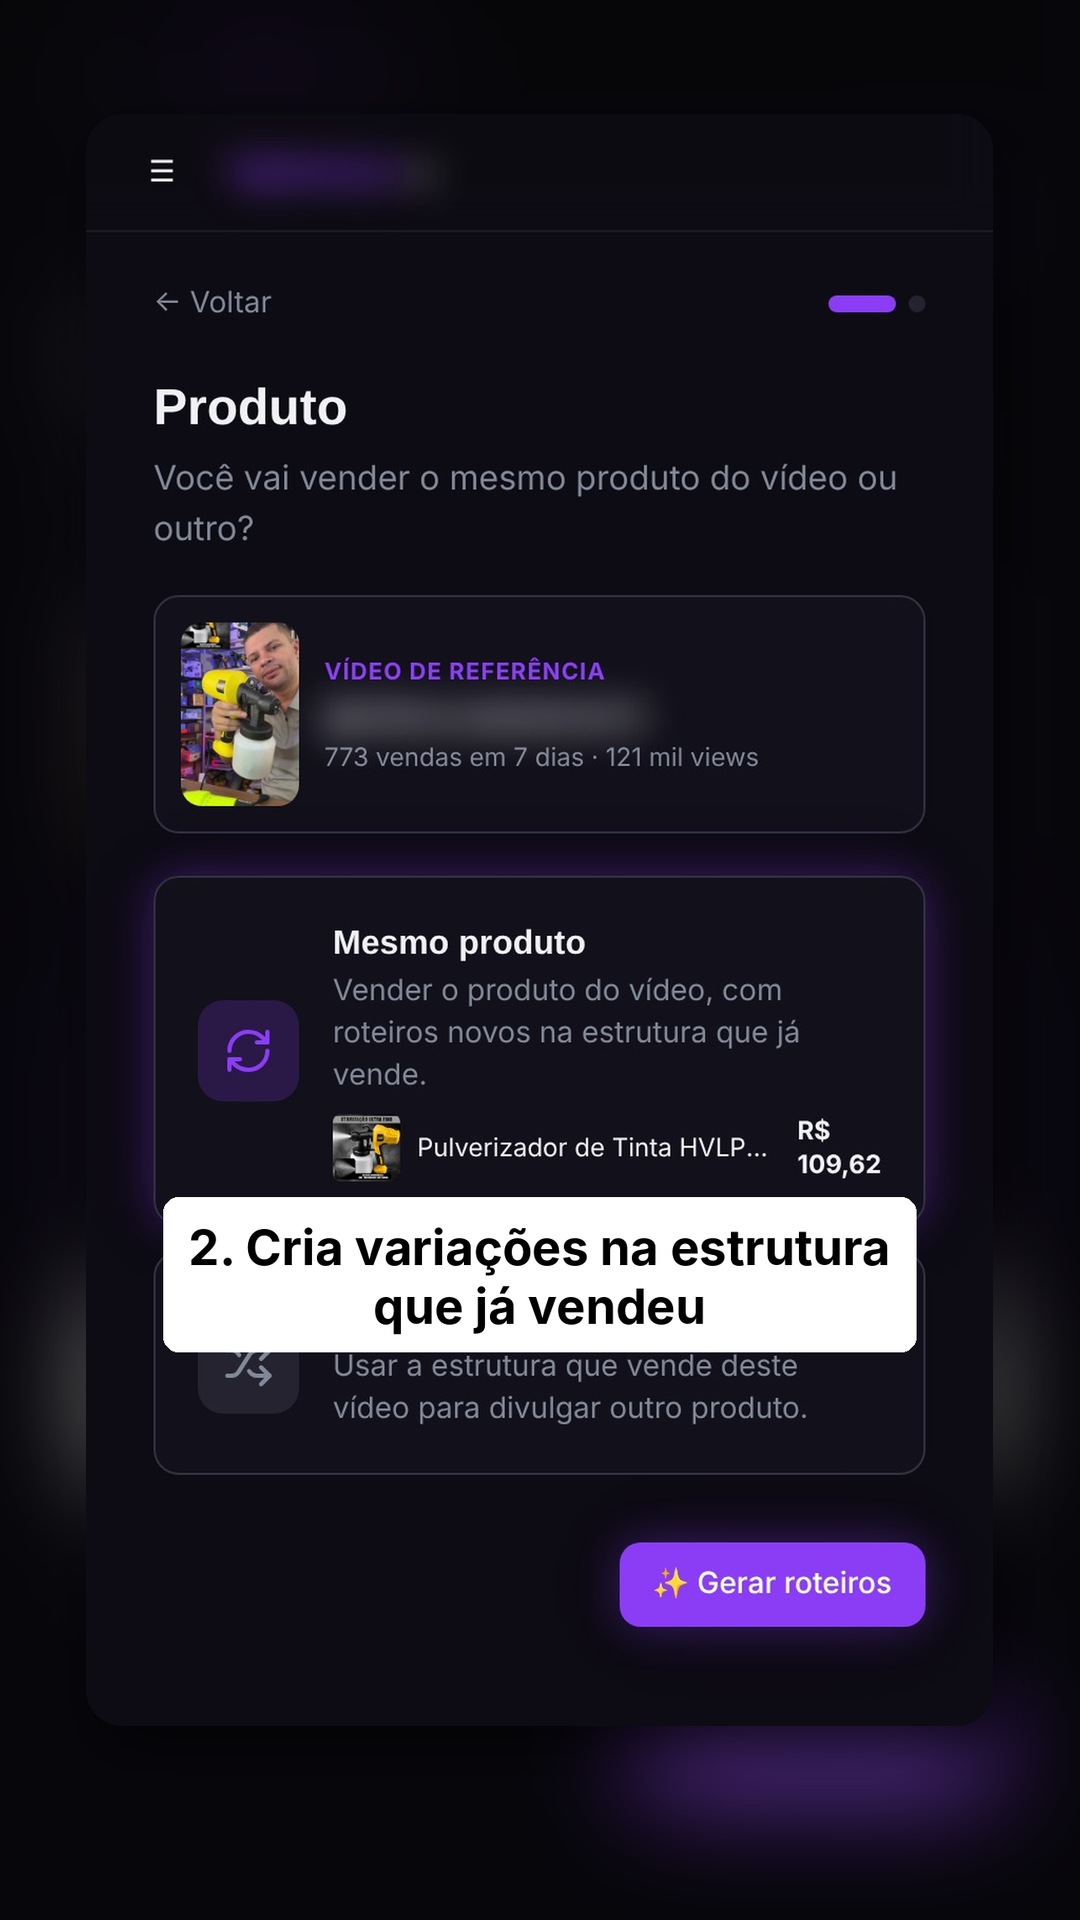 ← Voltar
Produto
Você vai vender o mesmo produto do vídeo ou
outro?
VÍDEO DE REFERÊNCIA
773 vendas em 7 dias · 121 mil views
Mesmo produto
Vender o produto do vídeo, com
roteiros novos na estrutura que já
vende.
Pulverizador de Tinta HVLP...
R$
109,62
2. Cria variações na estrutura
que já vendeu
Usar a estrutura que vende deste
vídeo para divulgar outro produto.
✨ Gerar roteiros